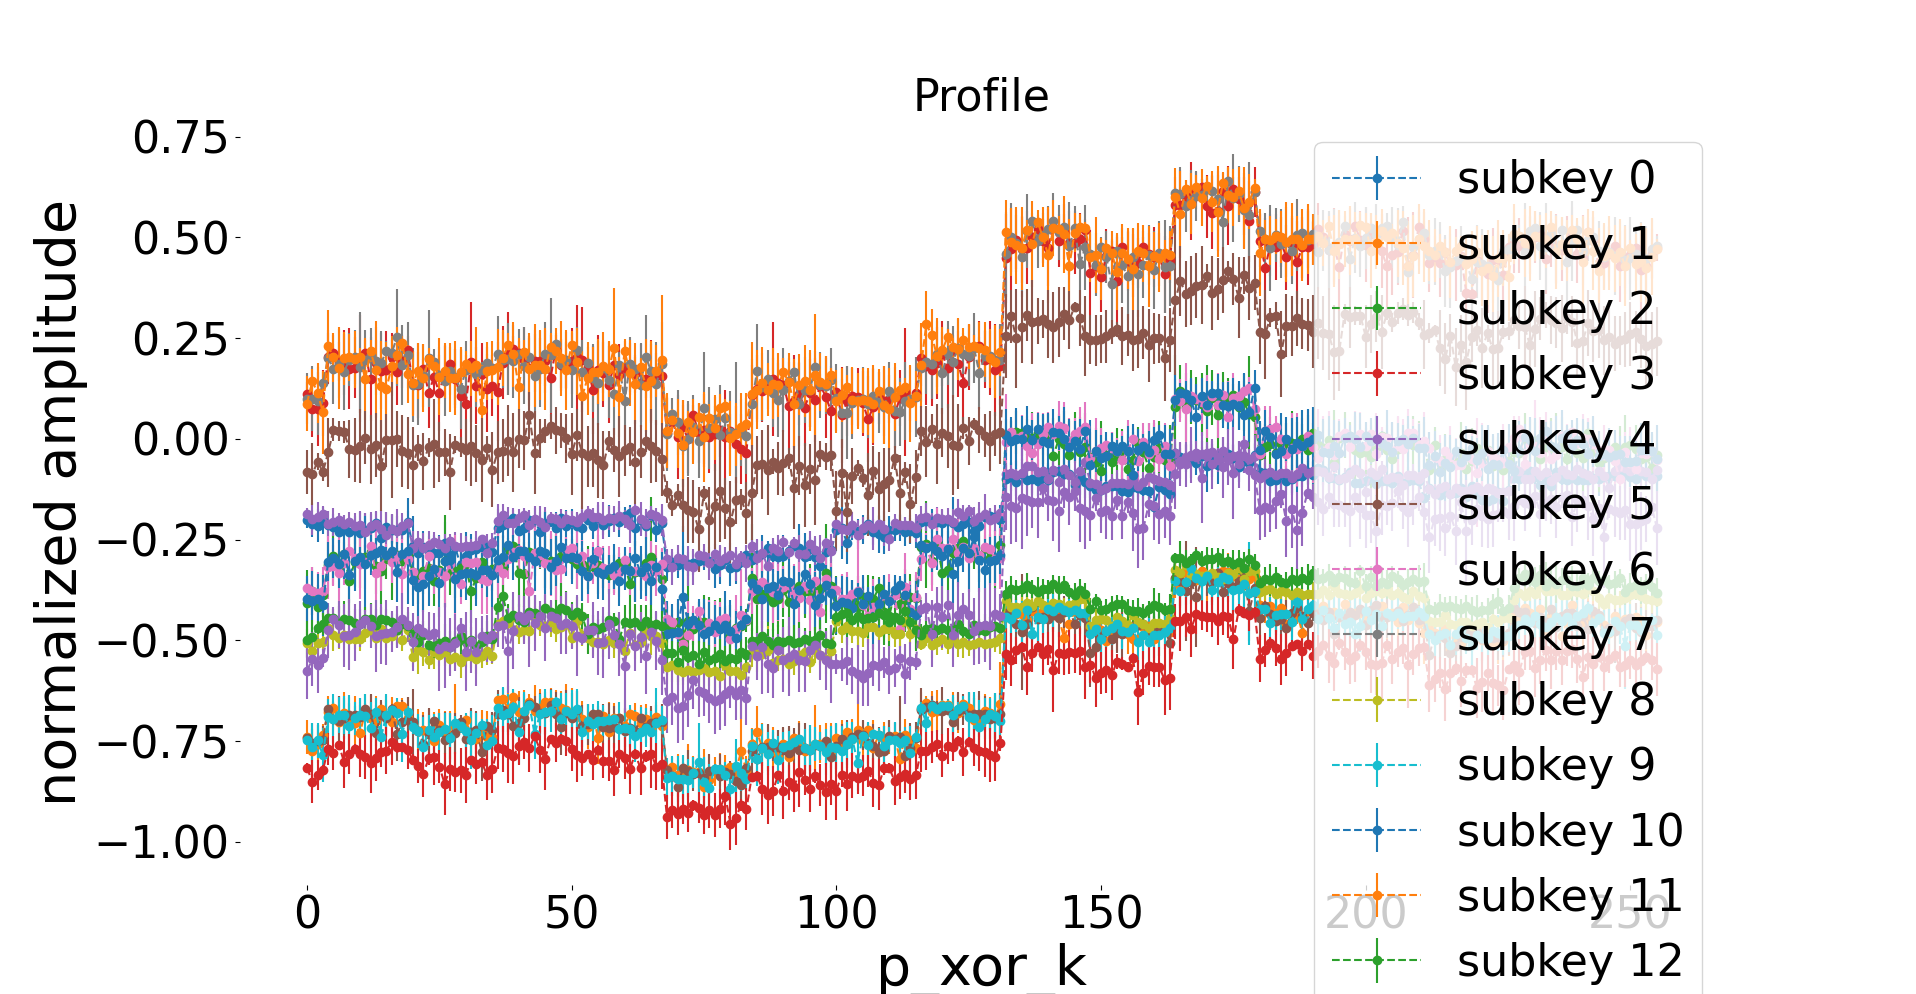 Profile
normalized amplitude
0.75
0.50
0.25
0.00
−0.25
−0.50
−0.75
−1.00
0
50
100
150
200
250
p_xor_k
subkey 0
subkey 1
subkey 2
subkey 3
subkey 4
subkey 5
subkey 6
subkey 7
subkey 8
subkey 9
subkey 10
subkey 11
subkey 12